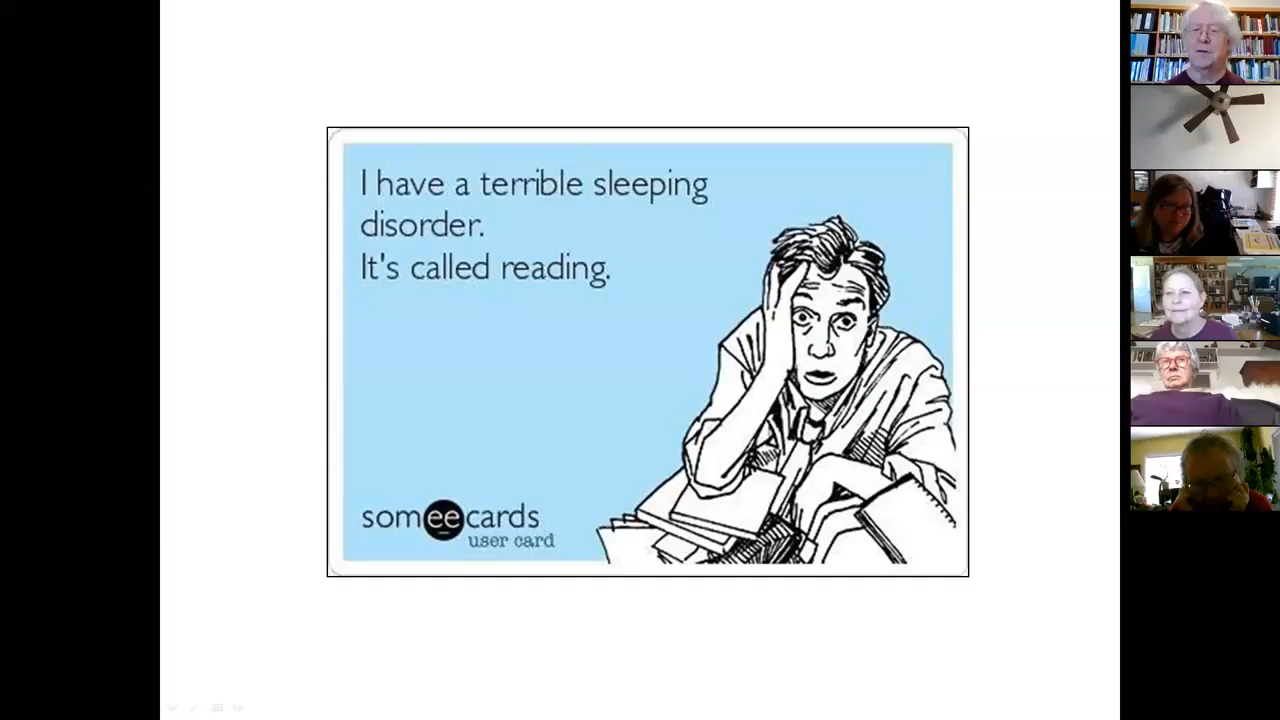 I have a terrible sleeping
disorder.
It's called reading.
someecards
user card